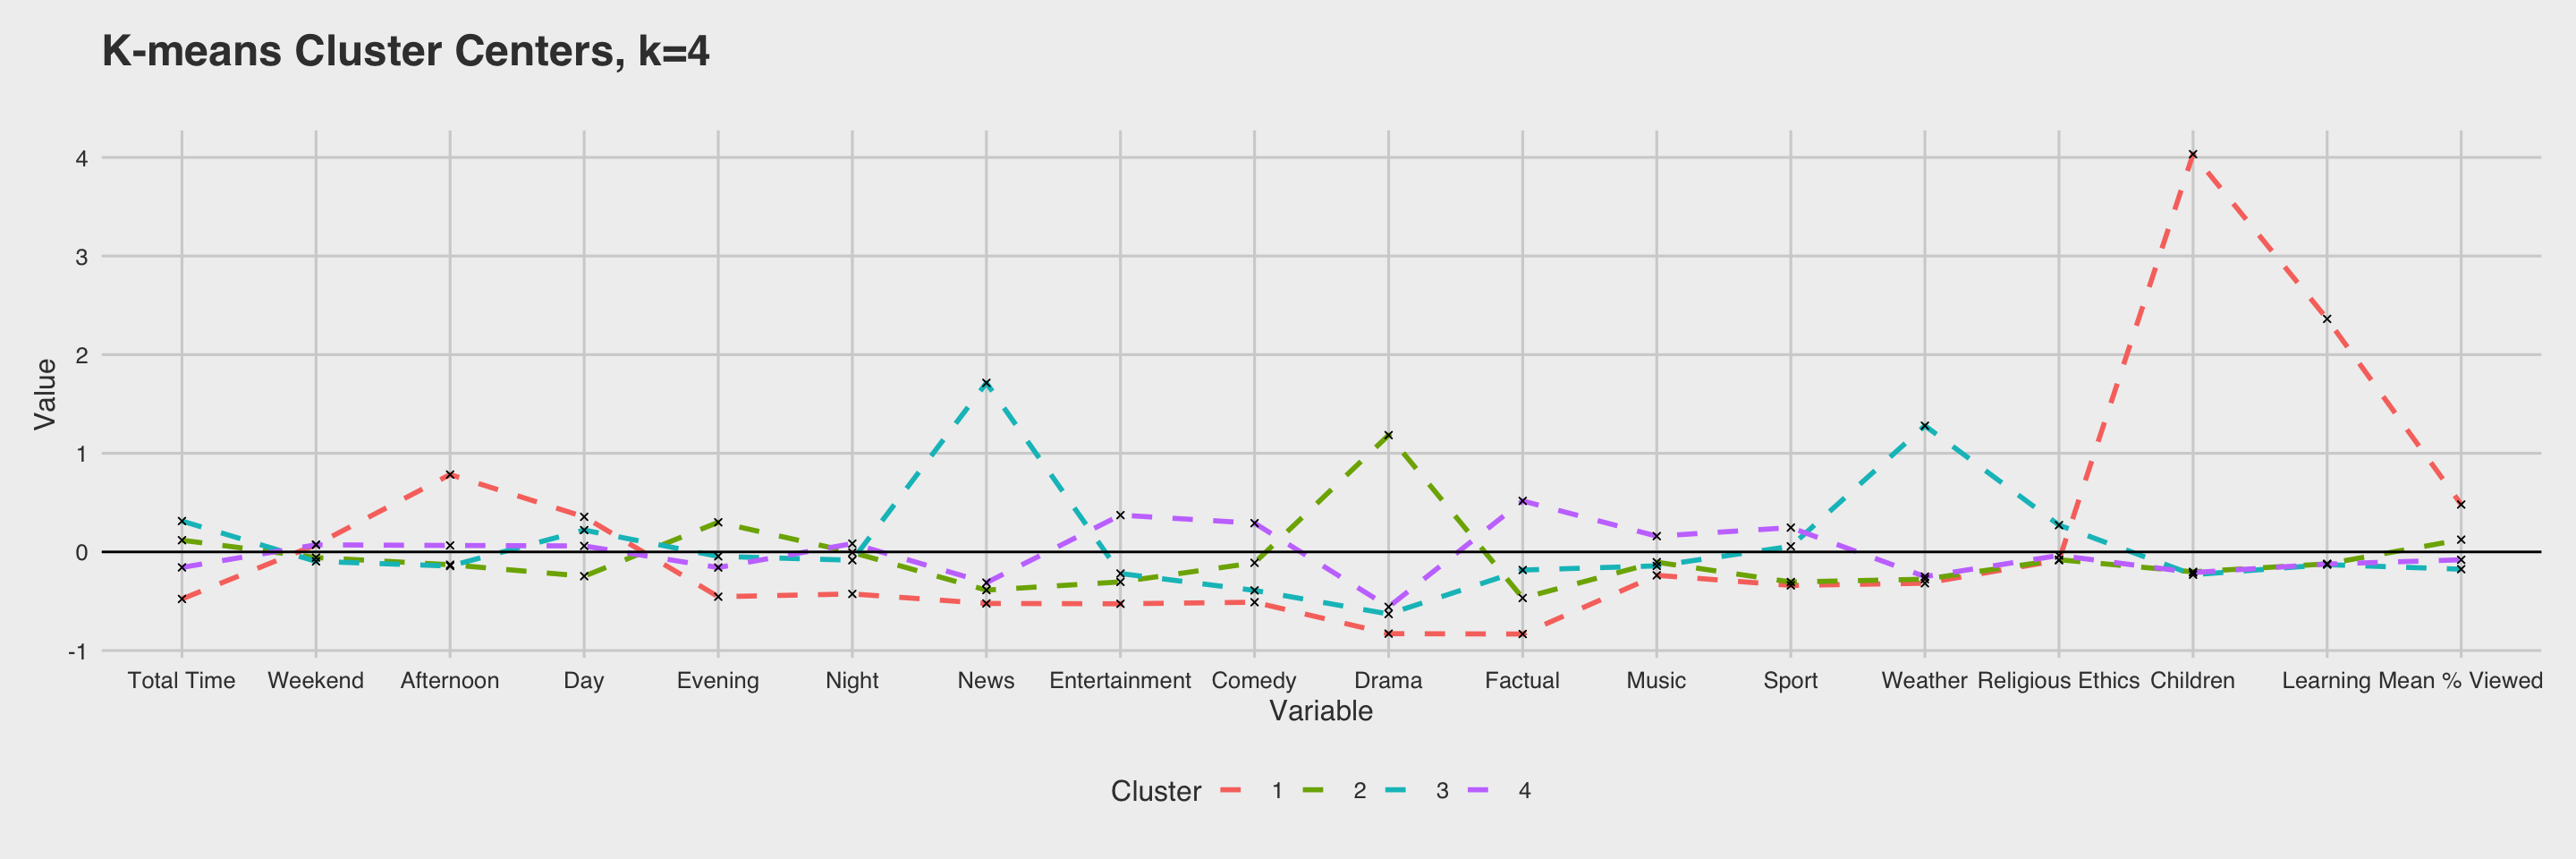 K-means Cluster Centers, k=4
4
3
2
1
0
-1
Value
Total Time Weekend Afternoon Day Evening Night News Entertainment Comedy Drama Factual Music Sport Weather Religious Ethics Children Learning Mean % Viewed
Variable
Cluster 1 2 3 4